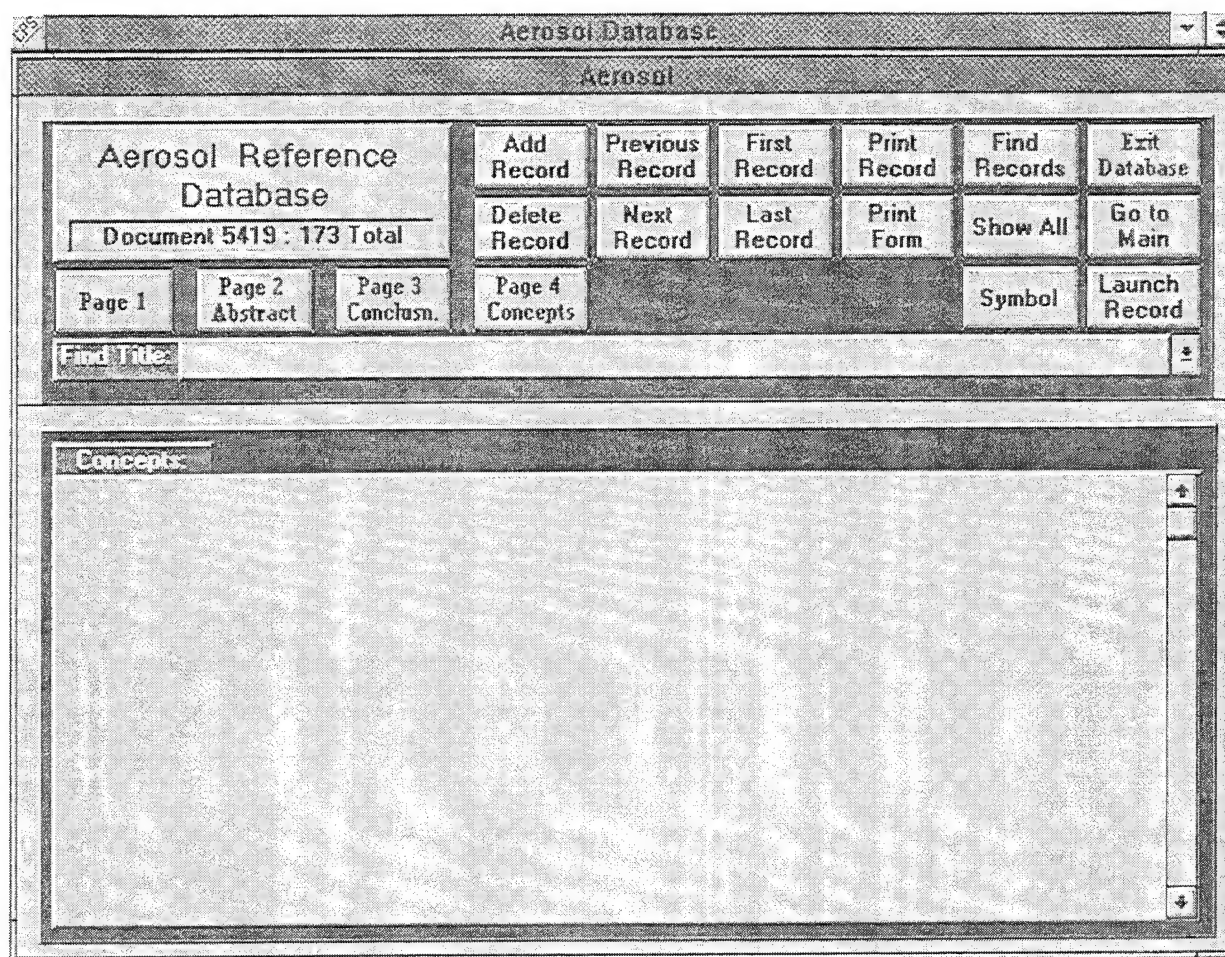 CPS
Aerosol Database
Aerosol
Aerosol Reference
Database
Document 5419 : 173 Total
Add
Record
Previous
Record
First
Record
Print
Record
Find
Records
Exit
Database
Delete
Record
Next
Record
Last
Record
Print
Form
Show All
Go to
Main
Page 1
Page 2
Abstract
Page 3
Conclusn.
Page 4
Concepts
Symbol
Launch
Record
Find Title:
Concepts: